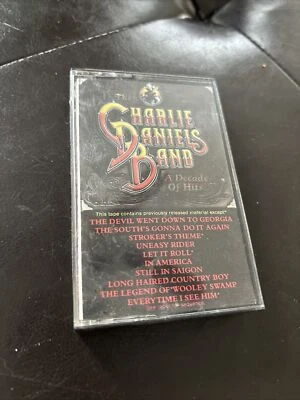 The
CHARLIE
DANIELS
BAND
A Decade
Of Hits
This tape contains previously released material except*
THE DEVIL WENT DOWN TO GEORGIA
THE SOUTH'S GONNA DO IT AGAIN
STROKER'S THEME*
UNEASY RIDER
LET IT ROLL*
IN AMERICA
STILL IN SAIGON
LONG HAIRED COUNTRY BOY
THE LEGEND OF WOOLEY SWAMP
EVERYTIME I SEE HIM*